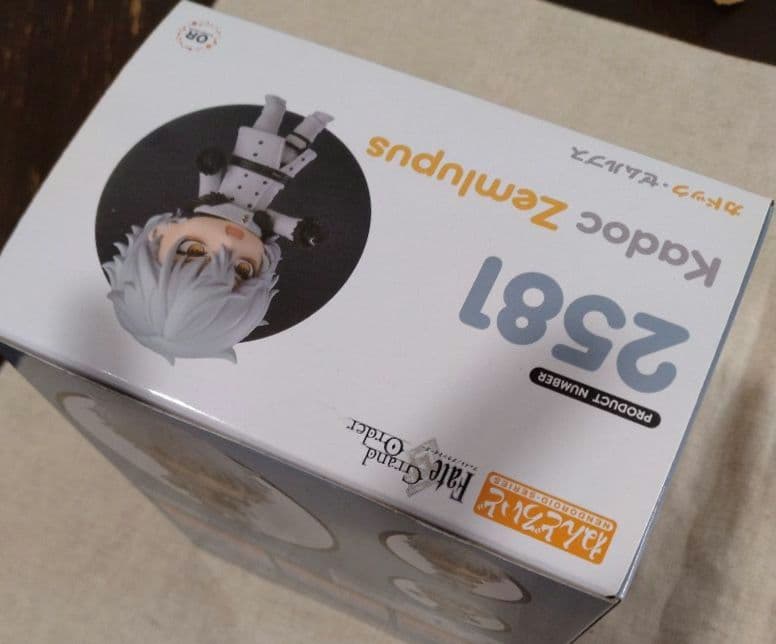 ねんどろいど
NENDOROID-SERIES
Fate
Grand
Order
PRODUCT NUMBER
2581
Kadoc Zemlupus
カドック・ゼムルプス
OR